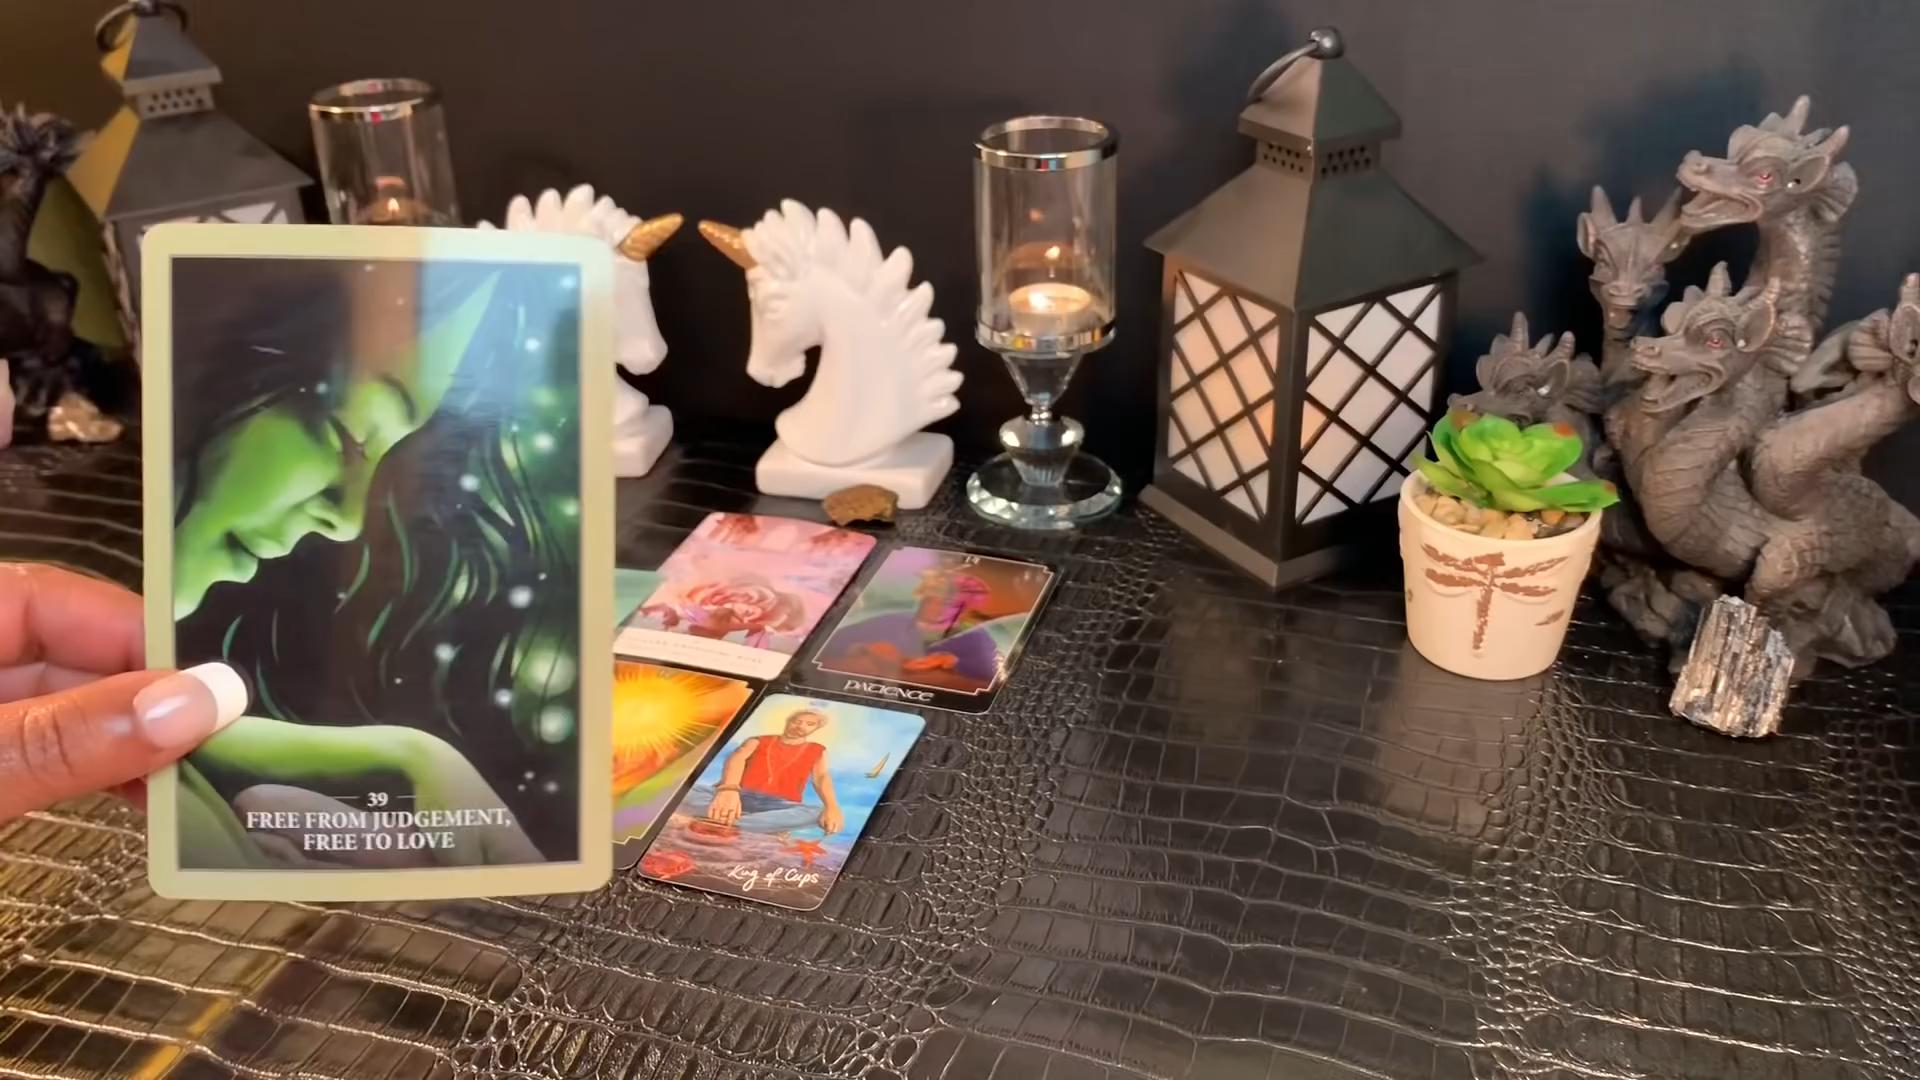 39
FREE FROM JUDGEMENT,
FREE TO LOVE
PATIENCE
King of Cups